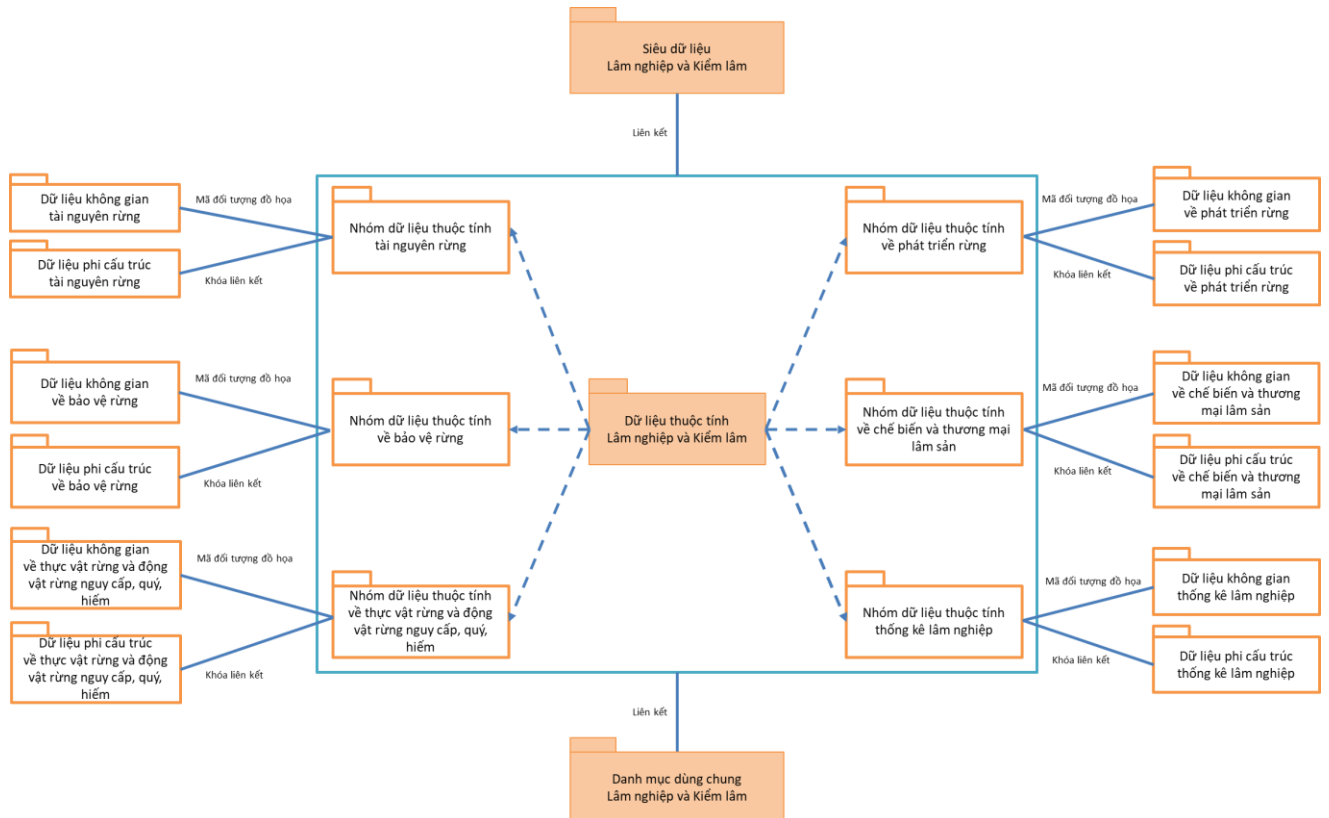 Siêu dữ liệu
Lâm nghiệp và Kiểm lâm
Liên kết
Dữ liệu không gian
tài nguyên rừng
Mã đối tượng đồ họa
Dữ liệu phi cấu trúc
tài nguyên rừng
Khóa liên kết
Nhóm dữ liệu thuộc tính
tài nguyên rừng
Nhóm dữ liệu thuộc tính
về phát triển rừng
Mã đối tượng đồ họa
Dữ liệu không gian
về phát triển rừng
Khóa liên kết
Dữ liệu phi cấu trúc
về phát triển rừng
Dữ liệu không gian
về bảo vệ rừng
Mã đối tượng đồ họa
Dữ liệu phi cấu trúc
về bảo vệ rừng
Khóa liên kết
Nhóm dữ liệu thuộc tính
về bảo vệ rừng
Dữ liệu thuộc tính
Lâm nghiệp và Kiểm lâm
Nhóm dữ liệu thuộc tính
về chế biến và thương mại
lâm sản
Mã đối tượng đồ họa
Dữ liệu không gian
về chế biến và thương
mại lâm sản
Khóa liên kết
Dữ liệu phi cấu trúc
về chế biến và thương
mại lâm sản
Dữ liệu không gian
về thực vật rừng và động
vật rừng nguy cấp, quý,
hiếm
Mã đối tượng đồ họa
Dữ liệu phi cấu trúc
về thực vật rừng và động
vật rừng nguy cấp, quý,
hiếm
Khóa liên kết
Nhóm dữ liệu thuộc tính
về thực vật rừng và động
vật rừng nguy cấp, quý,
hiếm
Nhóm dữ liệu thuộc tính
thống kê lâm nghiệp
Mã đối tượng đồ họa
Dữ liệu không gian
thống kê lâm nghiệp
Khóa liên kết
Dữ liệu phi cấu trúc
thống kê lâm nghiệp
Liên kết
Danh mục dùng chung
Lâm nghiệp và Kiểm lâm